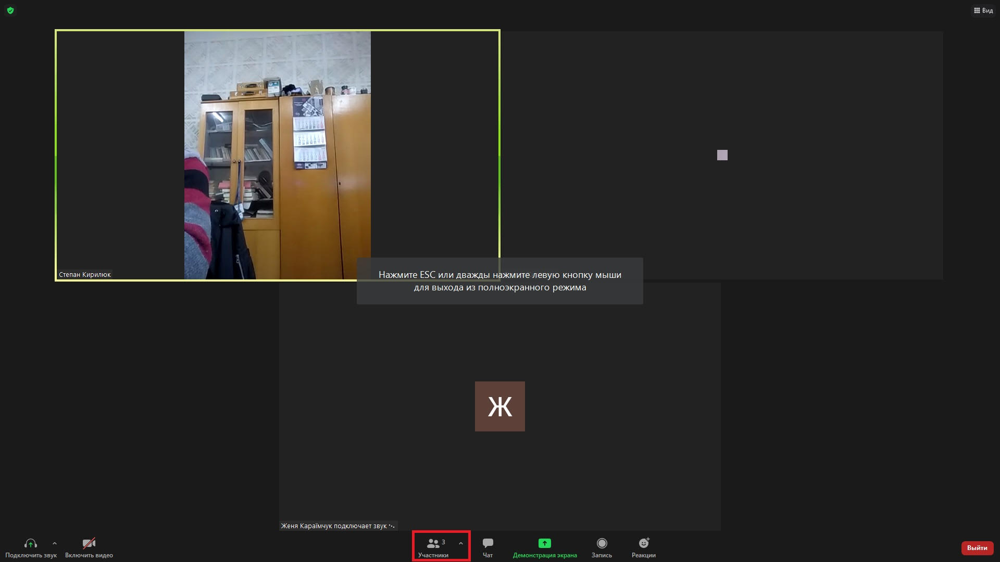 Вид
Степан Кирилюк
Нажмите ESC или дважды нажмите левую кнопку мыши
для выхода из полноэкранного режима
Ж
Женя Караїмчук подключает звук
Подключить звук
Включить видео
3
Участники
Чат
Демонстрация экрана
Запись
Реакции
Выйти